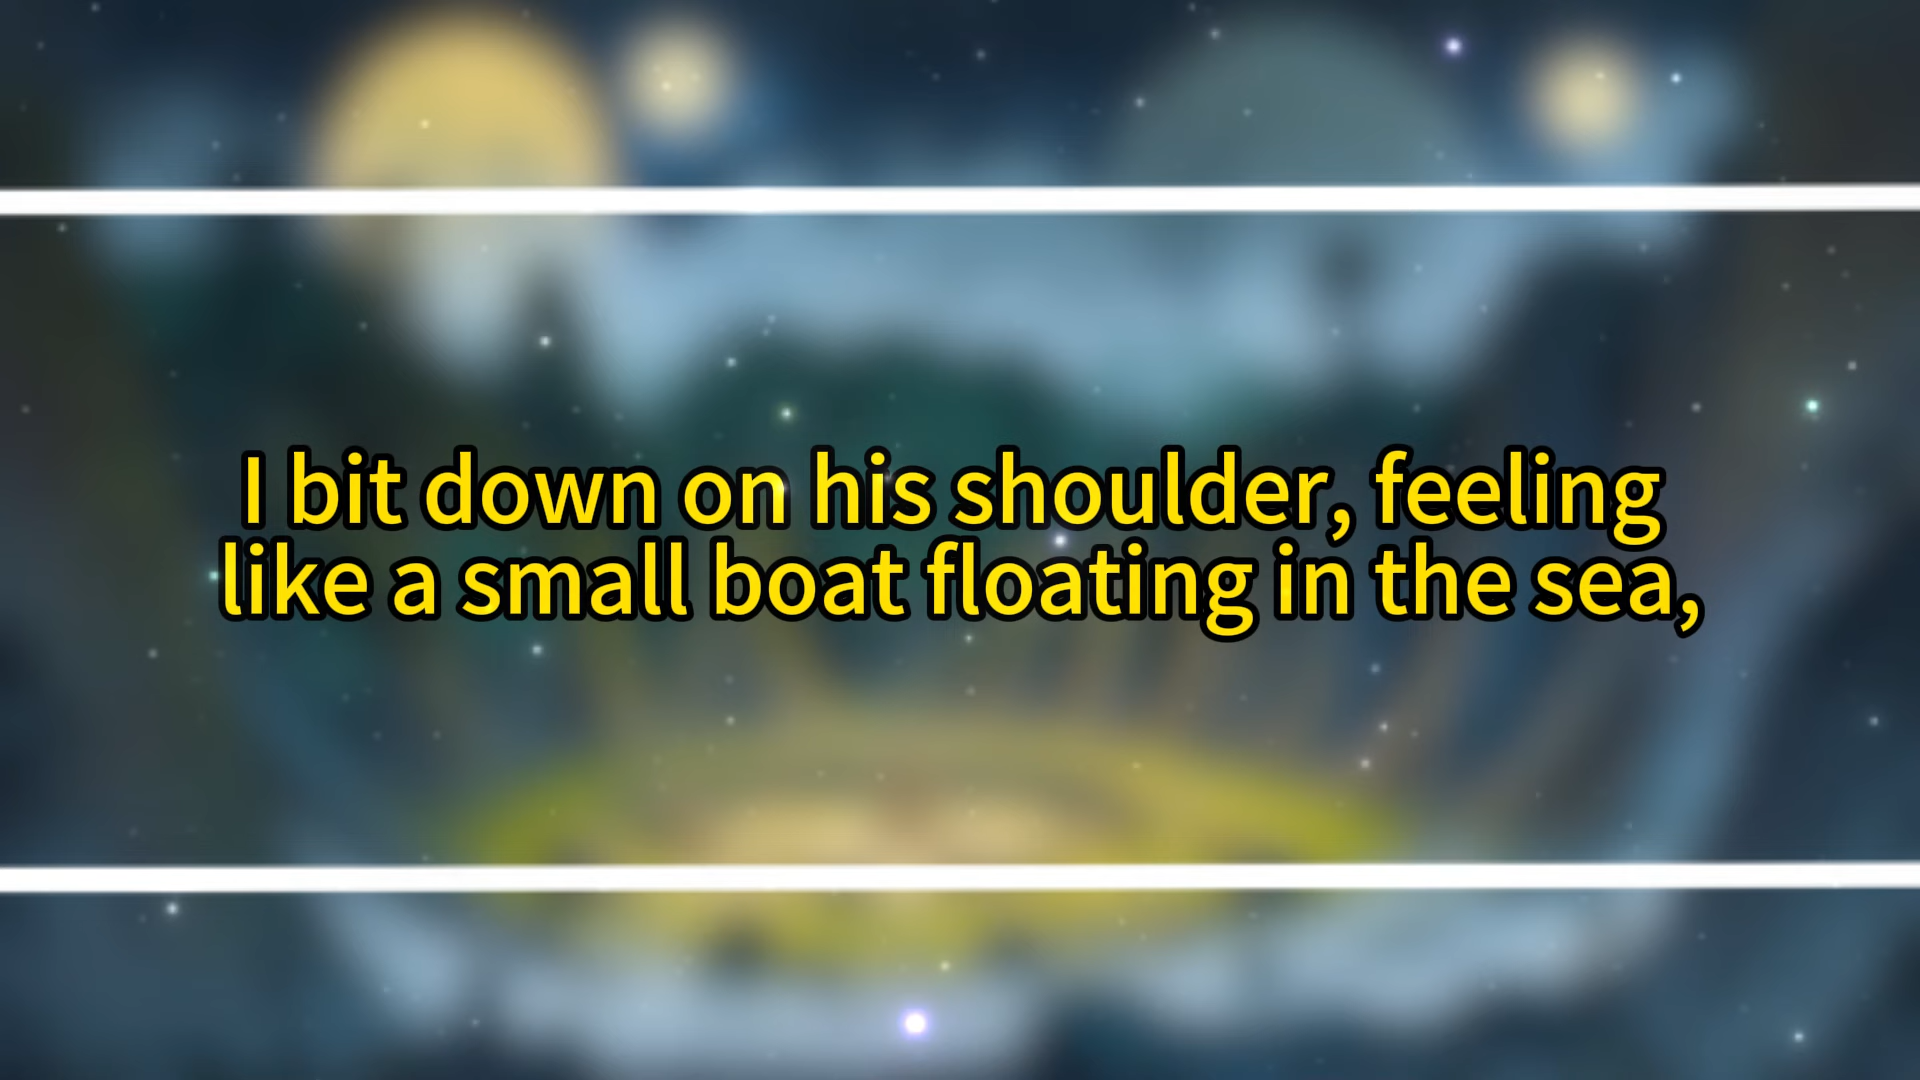 I bit down on his shoulder, feeling
like a small boat floating in the sea,